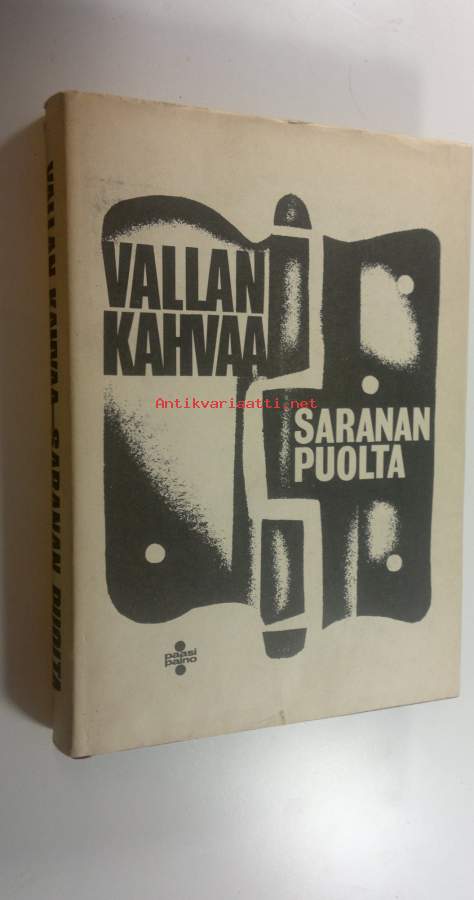 VALLAN
KAHVAA
SARANAN
PUOLTA
Antikvariaatti.net
paasi
paino
VALLAN KAHVAA SARANAN PUOLTA